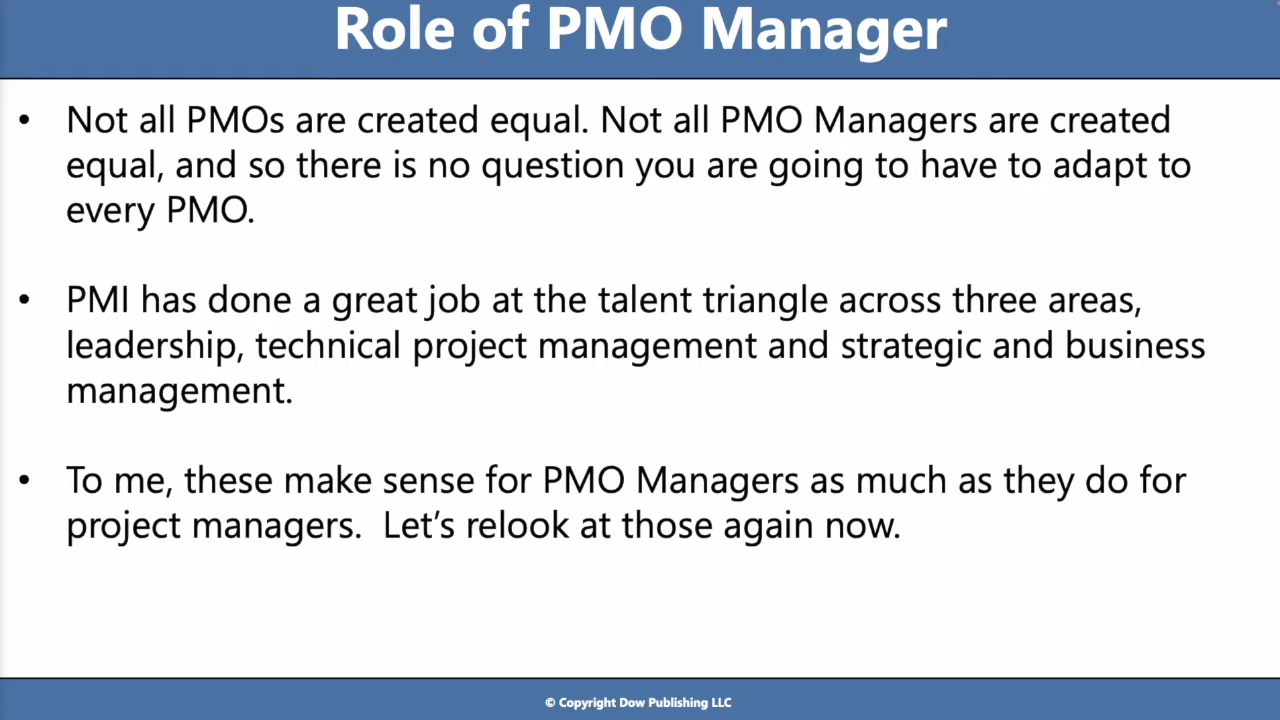 Role of PMO Manager
• Not all PMOs are created equal. Not all PMO Managers are created
equal, and so there is no question you are going to have to adapt to
every PMO.
• PMI has done a great job at the talent triangle across three areas,
leadership, technical project management and strategic and business
management.
• To me, these make sense for PMO Managers as much as they do for
project managers.  Let’s relook at those again now.
© Copyright Dow Publishing LLC